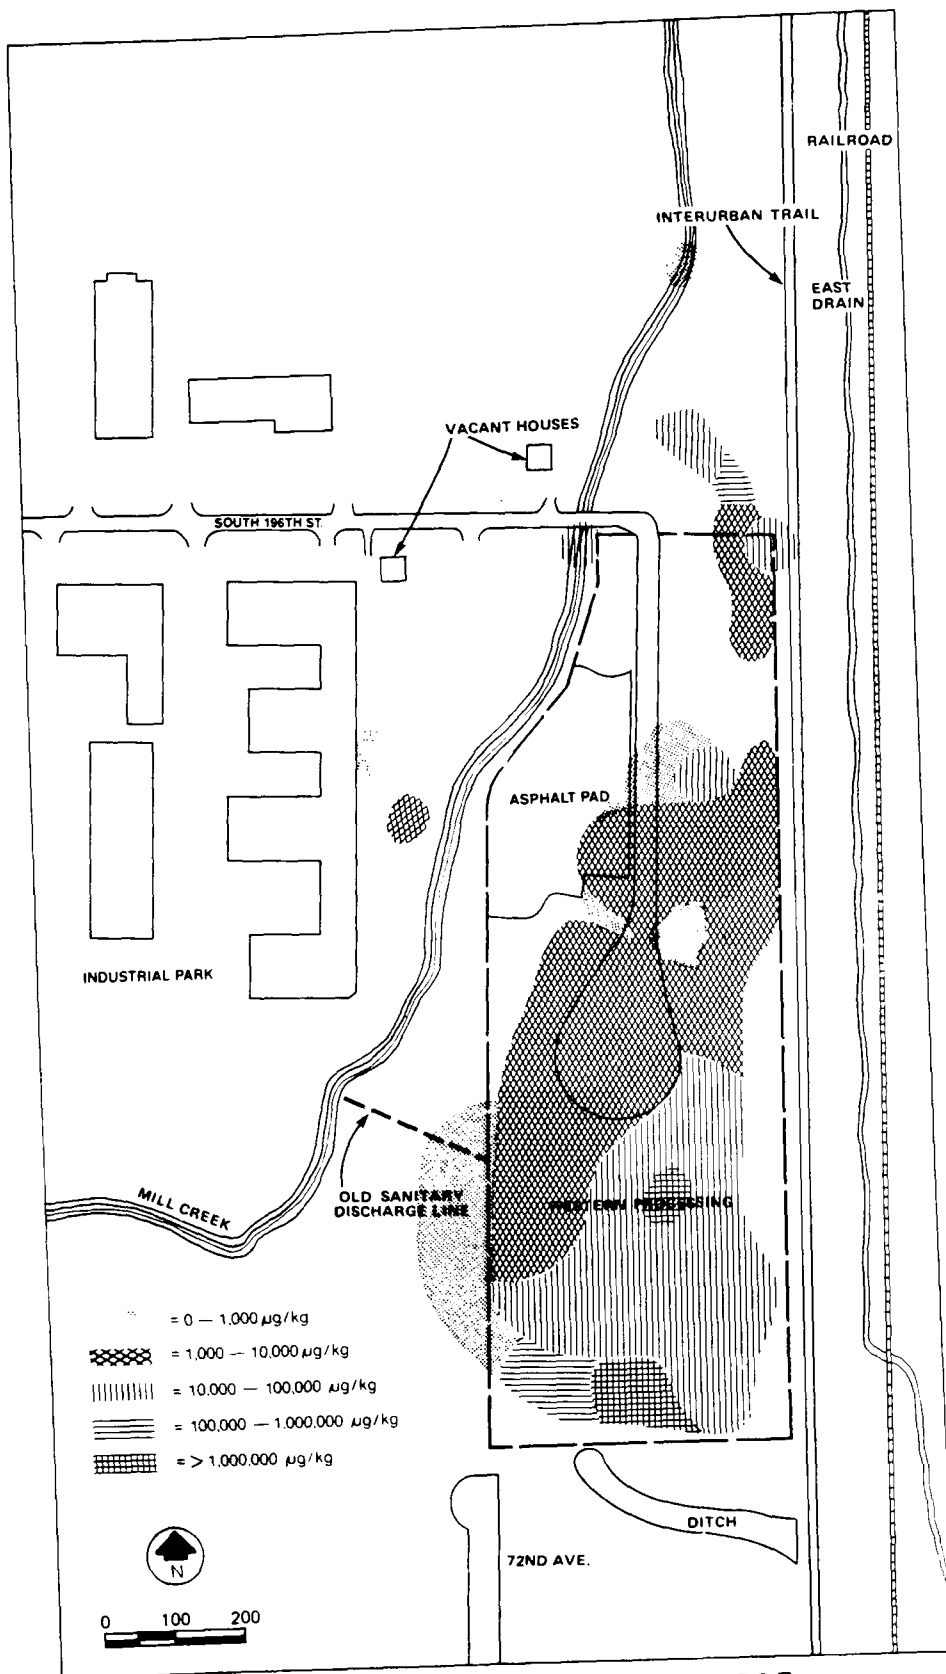 RAILROAD
INTERURBAN TRAIL
EAST
DRAIN
VACANT HOUSES
SOUTH 196TH ST.
ASPHALT PAD
INDUSTRIAL PARK
MILL CREEK
OLD SANITARY
DISCHARGE LINE
WESTERN PROCESSING
= 0 — 1,000 µg/kg
= 1,000 — 10,000 µg/kg
= 10,000 — 100,000 µg/kg
= 100,000 — 1,000,000 µg/kg
= > 1,000,000 µg/kg
DITCH
72ND AVE.
N
0 100 200